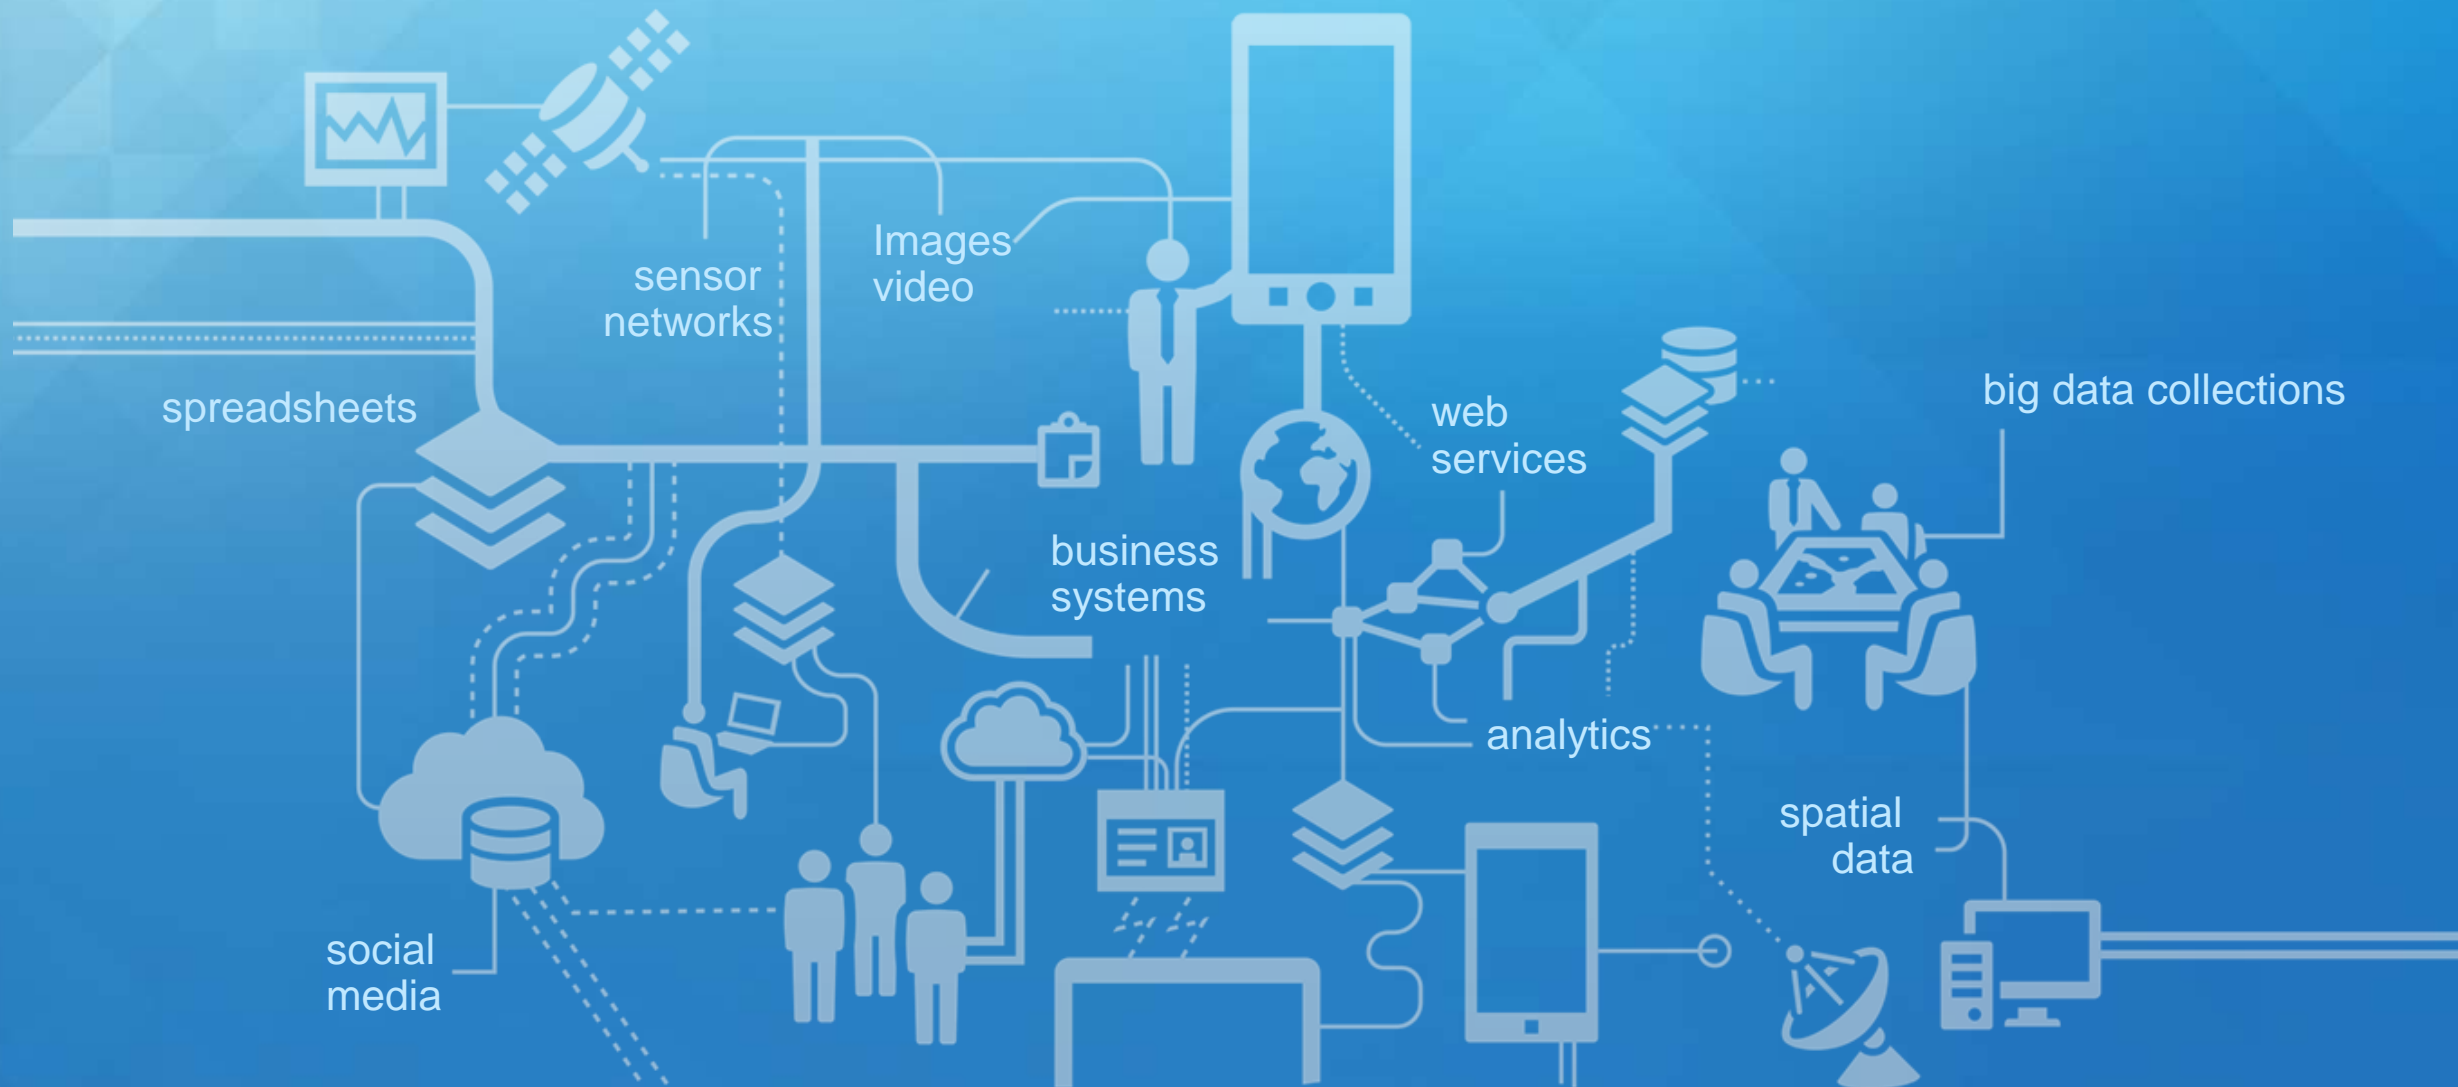 sensor
networks
Images
video
spreadsheets
web
services
big data collections
business
systems
analytics
spatial
data
social
media